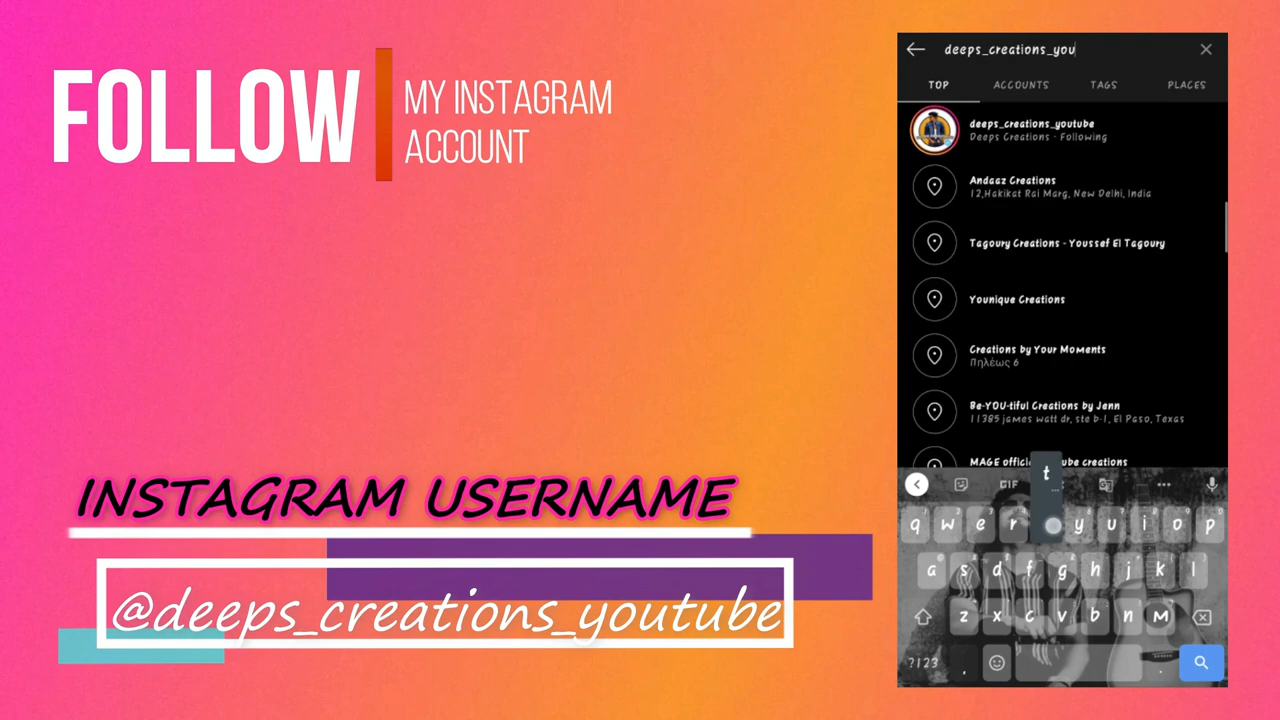 FOLLOW
MY INSTAGRAM
ACCOUNT
INSTAGRAM USERNAME
@deeps_creations_youtube
deeps_creations_you
TOP ACCOUNTS TAGS PLACES
deeps_creations_youtube
Deeps Creations - Following
Andaaz Creations
12,Hakikat Rai Marg, New Delhi, India
Tagoury Creations - Youssef El Tagoury
Younique Creations
Creations by Your Moments
Πηλέως 6
Be-YOU-tiful Creations by Jenn
11385 james watt dr, ste b-1, El Paso, Texas
MAGE creations
GIF
t
q w e r y u i o p
a s d f g h j k l
z x c v b n M
?123 , .